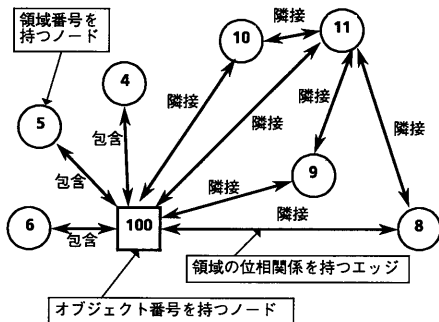 領域番号を
持つノード
10
隣接
11
4
5
隣接
隣接
包含
隣接
隣接
包含
9
隣接
6
包含
100
隣接
8
領域の位相関係を持つエッジ
オブジェクト番号を持つノード